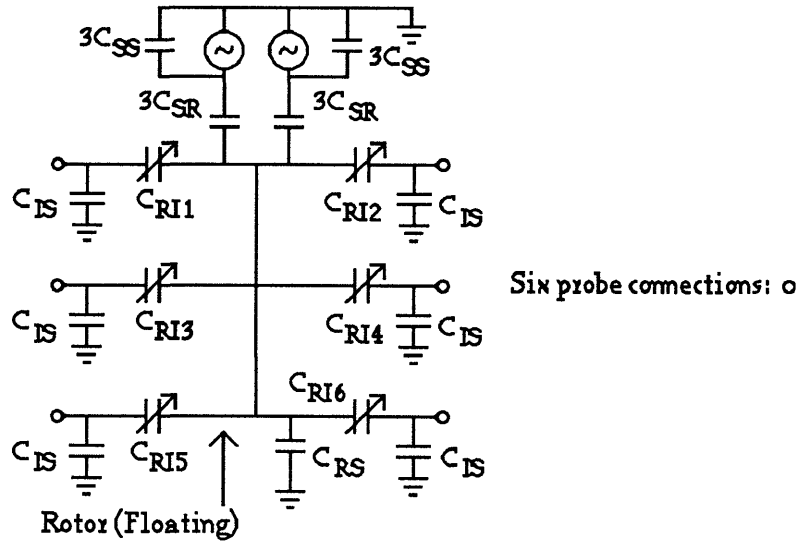 3C_SS
~
~
3C_SS
3C_SR
3C_SR
C_IS
C_RI1
C_RI2
C_IS
Six probe connections: o
C_IS
C_RI3
C_RI4
C_IS
C_RI6
C_IS
C_RI5
C_RS
C_IS
Rotor (Floating)